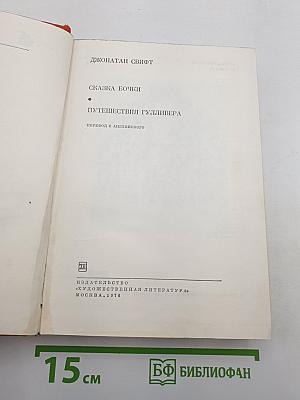 ДЖОНАТАН СВИФТ
СКАЗКА БОЧКИ
ПУТЕШЕСТВИЯ ГУЛЛИВЕРА
ПЕРЕВОД С АНГЛИЙСКОГО
ИЗДАТЕЛЬСТВО
«ХУДОЖЕСТВЕННАЯ ЛИТЕРАТУРА»
МОСКВА, 1976
15 см
БФ БИБЛИОФАН